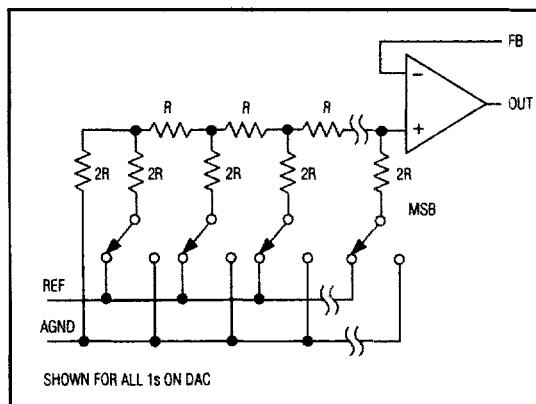 FB
−
OUT
+
R R R
2R 2R 2R 2R 2R
MSB
REF
AGND
SHOWN FOR ALL 1s ON DAC